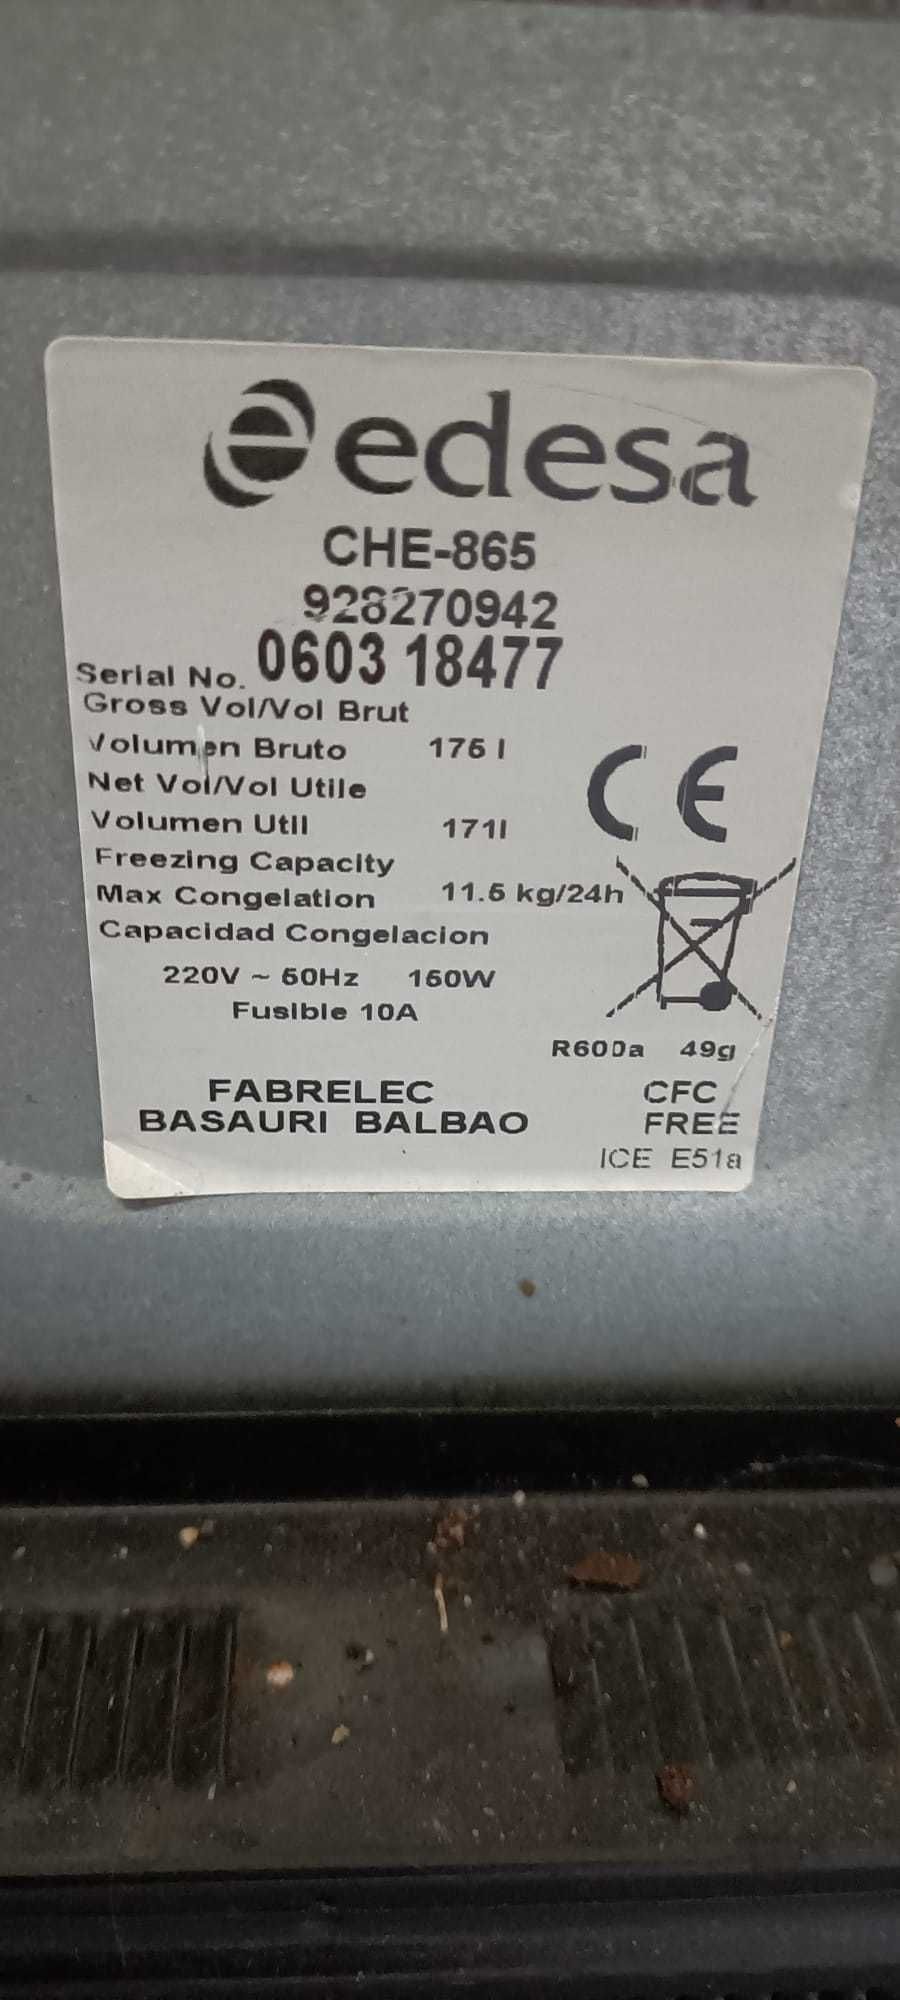 edesa
CHE-865
928270942
Serial No. 0603 18477
Gross Vol/Vol Brut
Volumen Bruto 175 l
Net Vol/Vol Utile
Volumen Util 171l
Freezing Capacity
Max Congelation 11.5 kg/24h
Capacidad Congelacion
220V ~ 50Hz 150W
Fusible 10A
R600a 49g
FABRELEC CFC
BASAURI BALBAO FREE
ICE E51a
CE